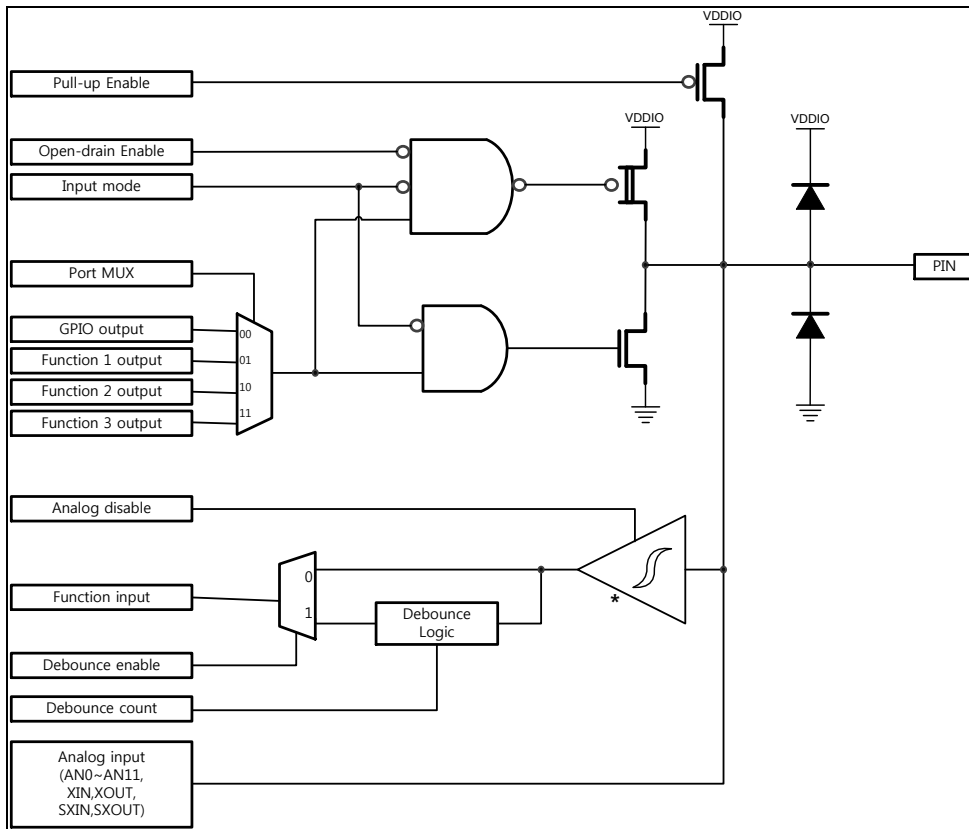 VDDIO
Pull-up Enable
VDDIO
VDDIO
Open-drain Enable
Input mode
Port MUX
PIN
GPIO output
00
Function 1 output
01
Function 2 output
10
Function 3 output
11
Analog disable
Function input
0
1
*
Debounce
Logic
Debounce enable
Debounce count
Analog input
(AN0~AN11,
XIN,XOUT,
SXIN,SXOUT)